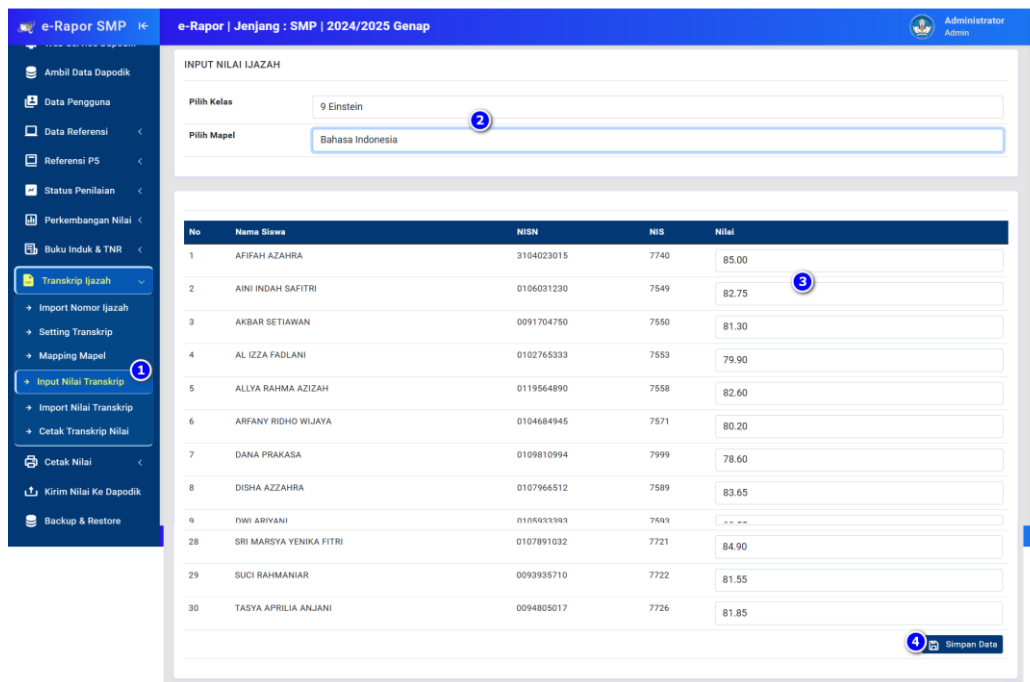 e-Rapor SMP
e-Rapor | Jenjang : SMP | 2024/2025 Genap
Administrator
Admin
Ambil Data Dapodik
Data Pengguna
Data Referensi
Referensi P5
Status Penilaian
Perkembangan Nilai
Buku Induk & TNR
Transkrip Ijazah
Import Nomor Ijazah
Setting Transkrip
Mapping Mapel
1
Input Nilai Transkrip
Import Nilai Transkrip
Cetak Transkrip Nilai
Cetak Nilai
Kirim Nilai Ke Dapodik
Backup & Restore
INPUT NILAI IJAZAH
Pilih Kelas 9 Einstein
2
Pilih Mapel Bahasa Indonesia
No Nama Siswa NISN NIS Nilai
1 AFIFAH AZAHRA 3104023015 7740 85.00
3
2 AINI INDAH SAFITRI 0106031230 7549 82.75
3 AKBAR SETIAWAN 0091704750 7550 81.30
4 AL IZZA FADLANI 0102765333 7553 79.90
5 ALLYA RAHMA AZIZAH 0119564890 7558 82.60
6 ARFANY RIDHO WIJAYA 0104684945 7571 80.20
7 DANA PRAKASA 0109810994 7999 78.60
8 DISHA AZZAHRA 0107966512 7589 83.65
9 DWI ARIYANI 0105933393 7593
28 SRI MARSYA YENIKA FITRI 0107891032 7721 84.90
29 SUCI RAHMANIAR 0093935710 7722 81.55
30 TASYA APRILIA ANJANI 0094805017 7726 81.85
4 Simpan Data